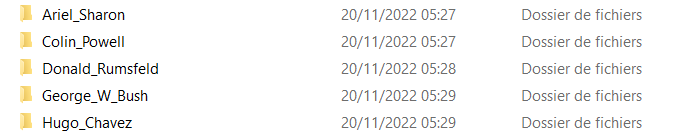 Ariel_Sharon 20/11/2022 05:27 Dossier de fichiers
Colin_Powell 20/11/2022 05:27 Dossier de fichiers
Donald_Rumsfeld 20/11/2022 05:28 Dossier de fichiers
George_W_Bush 20/11/2022 05:29 Dossier de fichiers
Hugo_Chavez 20/11/2022 05:29 Dossier de fichiers